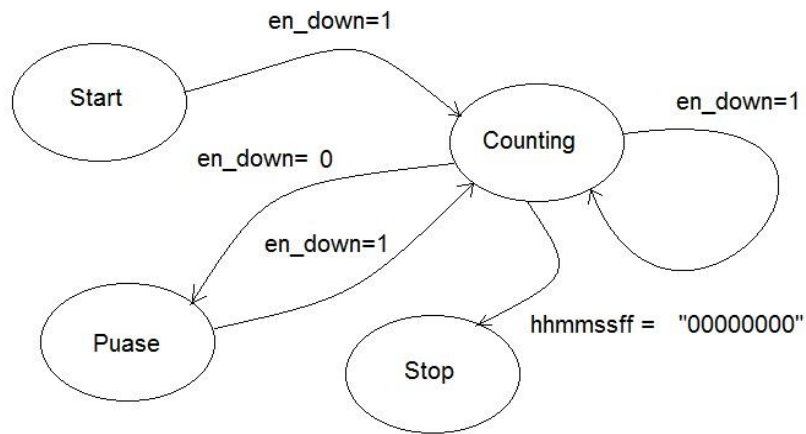 en_down=1
Start
en_down=1
Counting
en_down= 0
en_down=1
hhmmssff = "00000000"
Puase
Stop